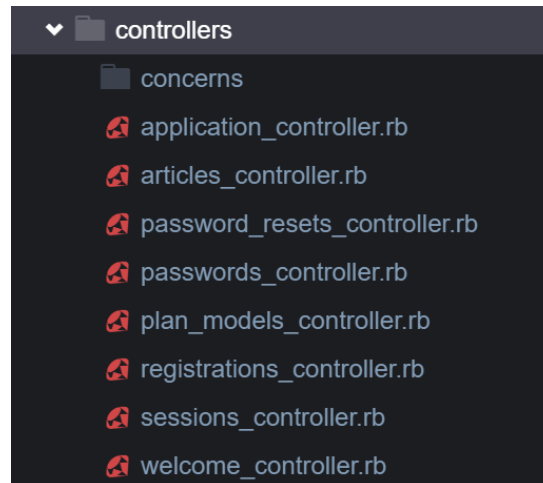 controllers
concerns
application_controller.rb
articles_controller.rb
password_resets_controller.rb
passwords_controller.rb
plan_models_controller.rb
registrations_controller.rb
sessions_controller.rb
welcome_controller.rb